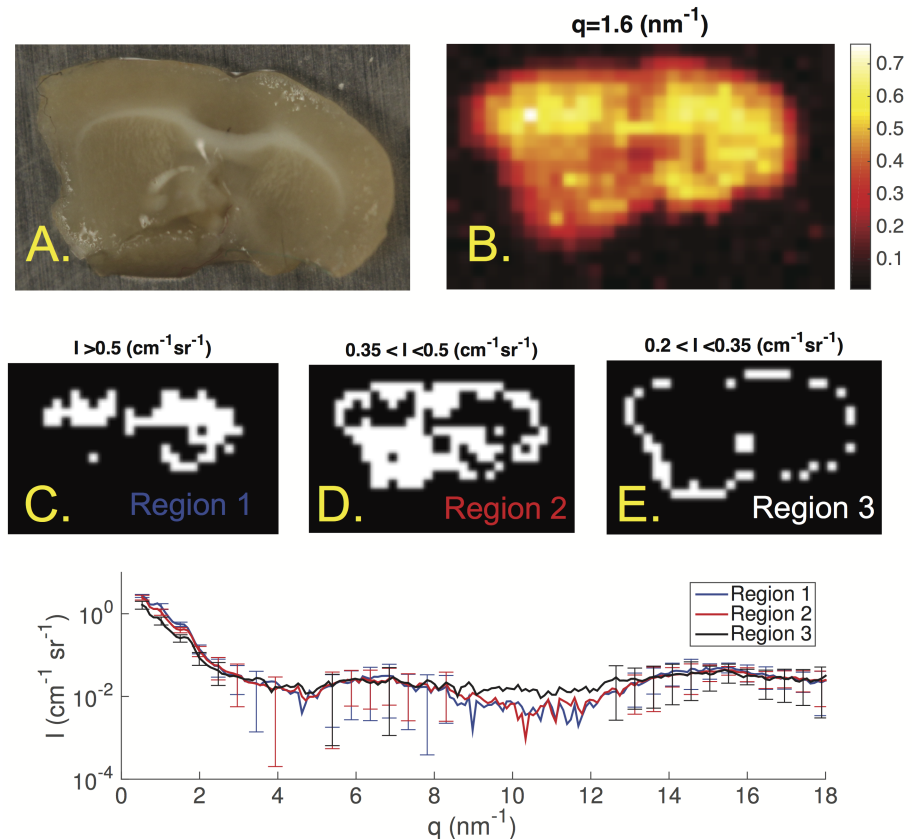 q=1.6 (nm⁻¹)
A.
B.
0.7
0.6
0.5
0.4
0.3
0.2
0.1
I >0.5 (cm⁻¹sr⁻¹)
0.35 < I <0.5 (cm⁻¹sr⁻¹)
0.2 < I <0.35 (cm⁻¹sr⁻¹)
C.
Region 1
D.
Region 2
E.
Region 3
I (cm⁻¹ sr⁻¹)
10⁰
10⁻²
10⁻⁴
Region 1
Region 2
Region 3
0 2 4 6 8 10 12 14 16 18
q (nm⁻¹)